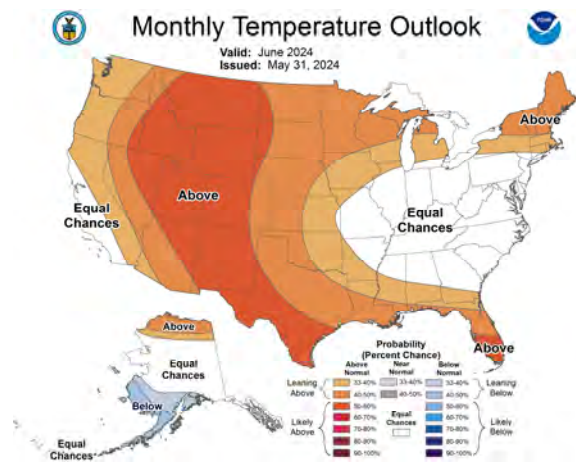 Monthly Temperature Outlook
NOAA
Valid: June 2024
Issued: May 31, 2024
Above
Above
Equal
Chances
Equal
Chances
Above
Above
Equal
Chances
Below
Equal
Chances
Probability
(Percent Chance)
Above
Normal
Near
Normal
Below
Normal
Leaning
Above
33-40%
33-40%
33-40%
Leaning
Below
40-50%
40-50%
40-50%
Likely
Above
50-60%
50-60%
Likely
Below
60-70%
Equal
Chances
60-70%
70-80%
70-80%
80-90%
80-90%
90-100%
90-100%